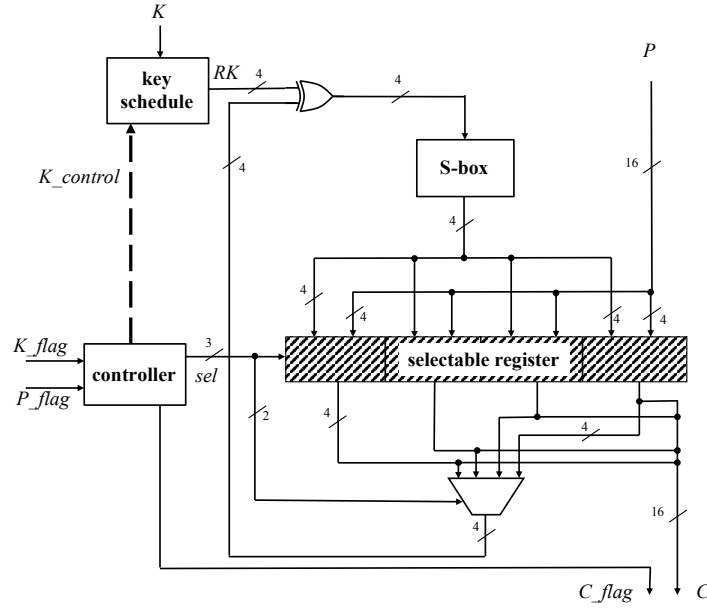 K
P
key
schedule
RK
4
4
16
K_control
4
S-box
4
4
4
4
4
K_flag
3
controller
selectable register
sel
P_flag
2
4
4
16
4
C_flag
C